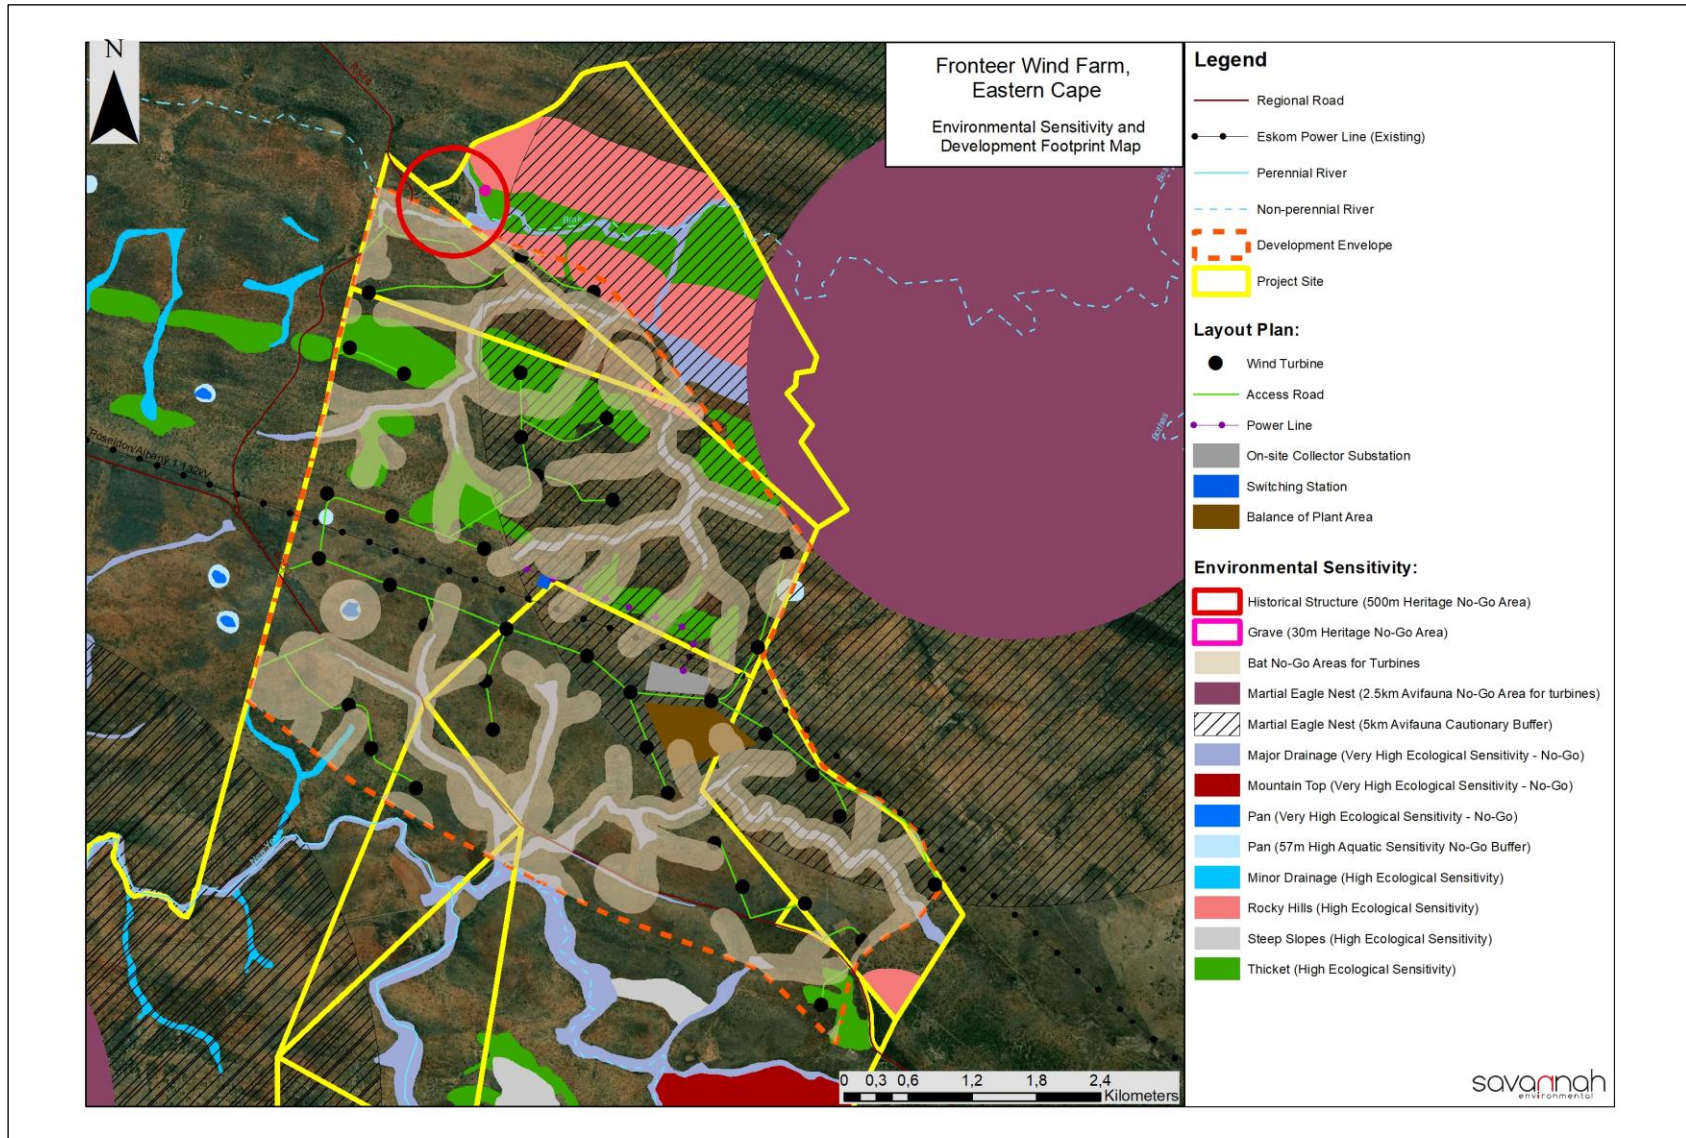 N
Fronteer Wind Farm,
Eastern Cape
Environmental Sensitivity and
Development Footprint Map
Brak
Poseidon/Albany 1 132kV
Bothas
0 0,3 0,6 1,2 1,8 2,4
Kilometers
Legend
Regional Road
Eskom Power Line (Existing)
Perennial River
Non-perennial River
Development Envelope
Project Site
Layout Plan:
Wind Turbine
Access Road
Power Line
On-site Collector Substation
Switching Station
Balance of Plant Area
Environmental Sensitivity:
Historical Structure (500m Heritage No-Go Area)
Grave (30m Heritage No-Go Area)
Bat No-Go Areas for Turbines
Martial Eagle Nest (2.5km Avifauna No-Go Area for turbines)
Martial Eagle Nest (5km Avifauna Cautionary Buffer)
Major Drainage (Very High Ecological Sensitivity - No-Go)
Mountain Top (Very High Ecological Sensitivity - No-Go)
Pan (Very High Ecological Sensitivity - No-Go)
Pan (57m High Aquatic Sensitivity No-Go Buffer)
Minor Drainage (High Ecological Sensitivity)
Rocky Hills (High Ecological Sensitivity)
Steep Slopes (High Ecological Sensitivity)
Thicket (High Ecological Sensitivity)
savannah
environmental